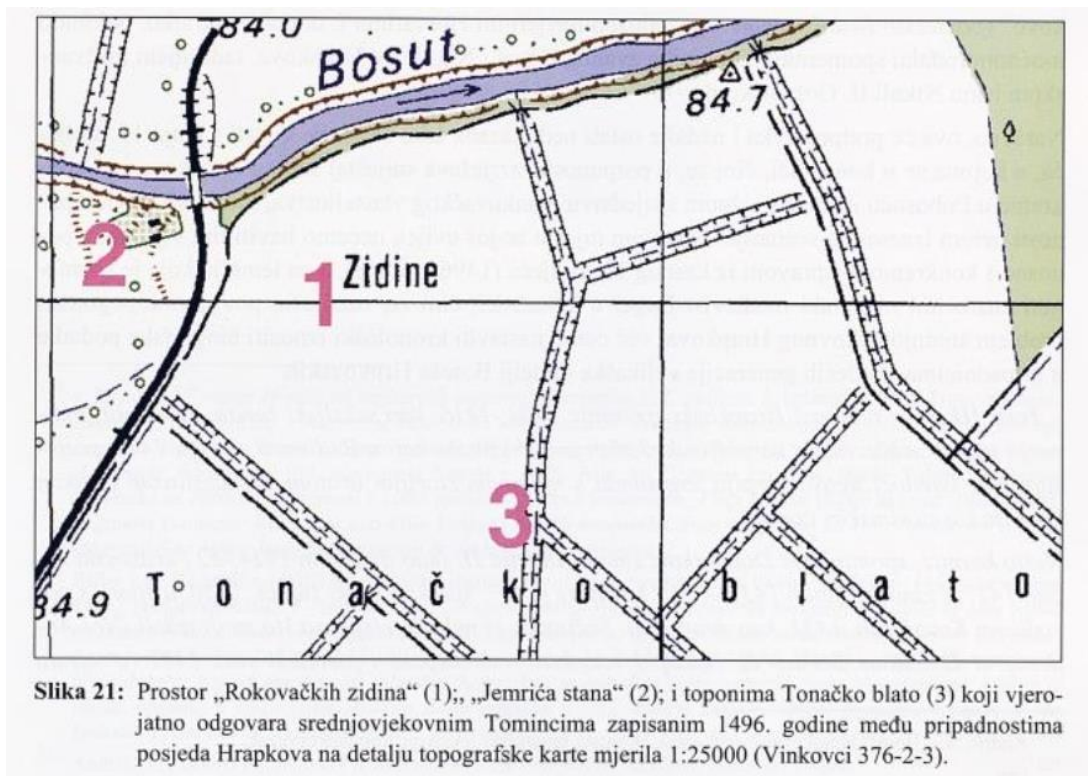 84.0
Bosut
84.7
2
1 Zidine
3
Tonačko blato
84.9
Slika 21: Prostor „Rokovačkih zidina“ (1);, „Jemrića stana“ (2); i toponima Tonačko blato (3) koji vjero-
jatno odgovara srednjovjekovnim Tomincima zapisanim 1496. godine među pripadnostima
posjeda Hrapkova na detalju topografske karte mjerila 1:25000 (Vinkovci 376-2-3).